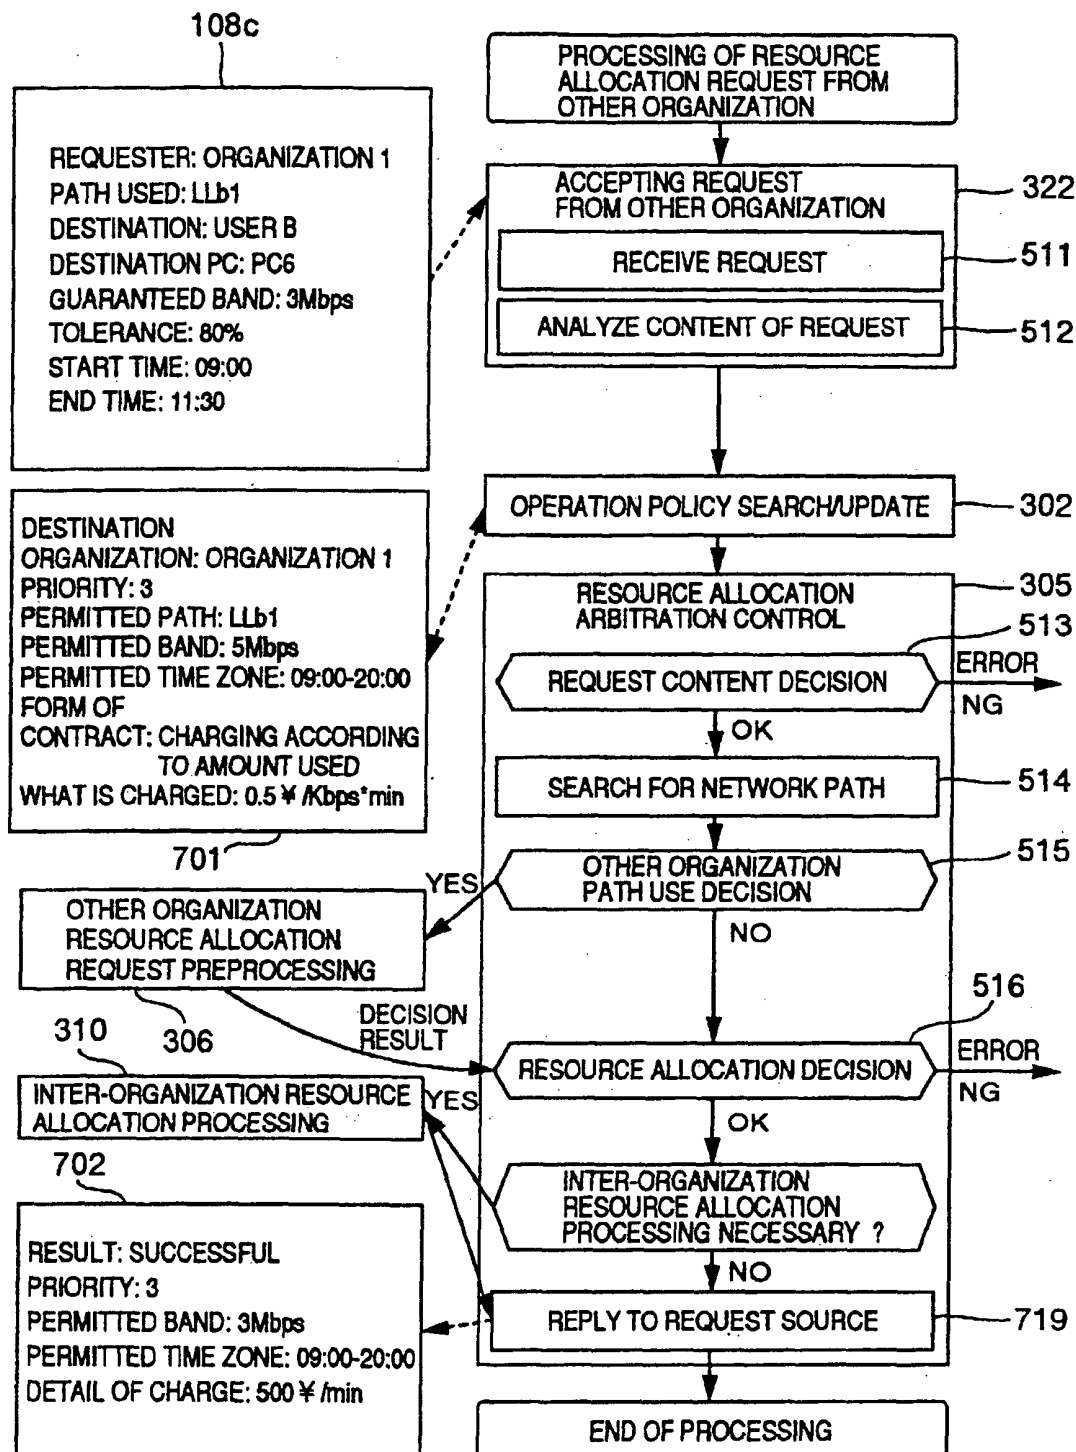 108c
PROCESSING OF RESOURCE
ALLOCATION REQUEST FROM
OTHER ORGANIZATION
REQUESTER: ORGANIZATION 1
PATH USED: LLb1
DESTINATION: USER B
DESTINATION PC: PC6
GUARANTEED BAND: 3Mbps
TOLERANCE: 80%
START TIME: 09:00
END TIME: 11:30
ACCEPTING REQUEST
FROM OTHER ORGANIZATION
322
RECEIVE REQUEST
511
ANALYZE CONTENT OF REQUEST
512
OPERATION POLICY SEARCH/UPDATE
302
DESTINATION
ORGANIZATION: ORGANIZATION 1
PRIORITY: 3
PERMITTED PATH: LLb1
PERMITTED BAND: 5Mbps
PERMITTED TIME ZONE: 09:00-20:00
FORM OF
CONTRACT: CHARGING ACCORDING
TO AMOUNT USED
WHAT IS CHARGED: 0.5 ¥ /Kbps*min
701
RESOURCE ALLOCATION
ARBITRATION CONTROL
305
513
REQUEST CONTENT DECISION
ERROR
NG
OK
SEARCH FOR NETWORK PATH
514
OTHER ORGANIZATION
PATH USE DECISION
515
YES
NO
OTHER ORGANIZATION
RESOURCE ALLOCATION
REQUEST PREPROCESSING
306
DECISION
RESULT
516
RESOURCE ALLOCATION DECISION
ERROR
NG
OK
310
INTER-ORGANIZATION RESOURCE
ALLOCATION PROCESSING
YES
INTER-ORGANIZATION
RESOURCE ALLOCATION
PROCESSING NECESSARY ?
NO
702
RESULT: SUCCESSFUL
PRIORITY: 3
PERMITTED BAND: 3Mbps
PERMITTED TIME ZONE: 09:00-20:00
DETAIL OF CHARGE: 500 ¥ /min
REPLY TO REQUEST SOURCE
719
END OF PROCESSING